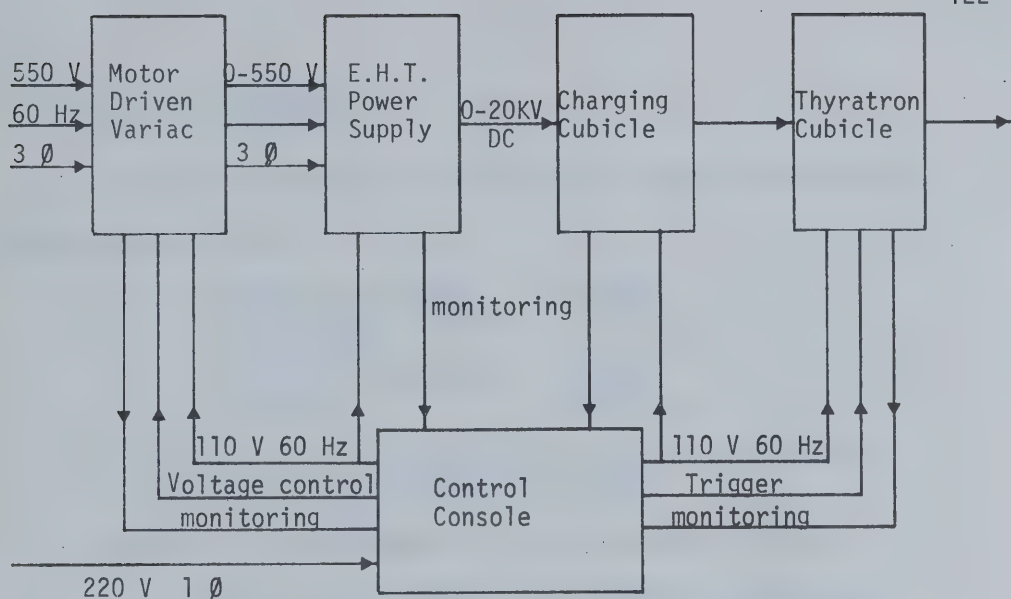 550 V
60 Hz
3 Ø
Motor
Driven
Variac
0-550 V
3 Ø
E.H.T.
Power
Supply
0-20KV
DC
Charging
Cubicle
Thyratron
Cubicle
monitoring
110 V 60 Hz
Voltage control
monitoring
Control
Console
110 V 60 Hz
Trigger
monitoring
220 V 1 Ø